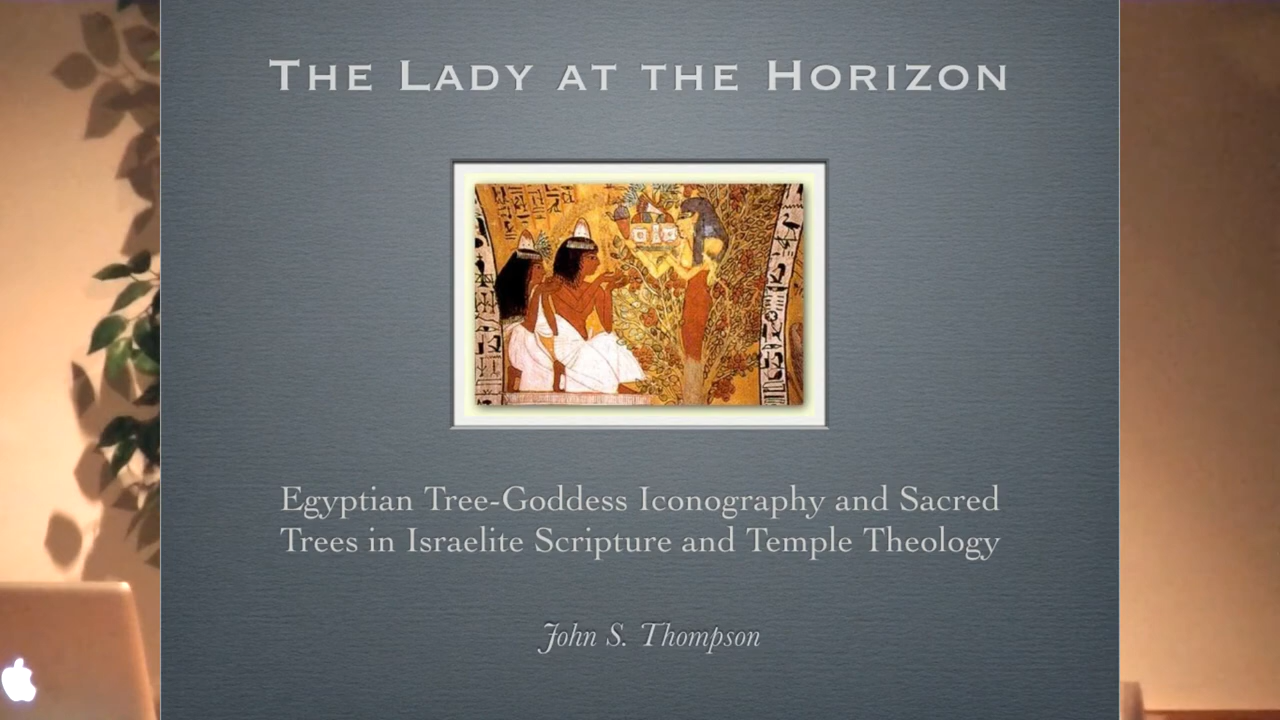 The Lady at the Horizon
Egyptian Tree-Goddess Iconography and Sacred
Trees in Israelite Scripture and Temple Theology
John S. Thompson